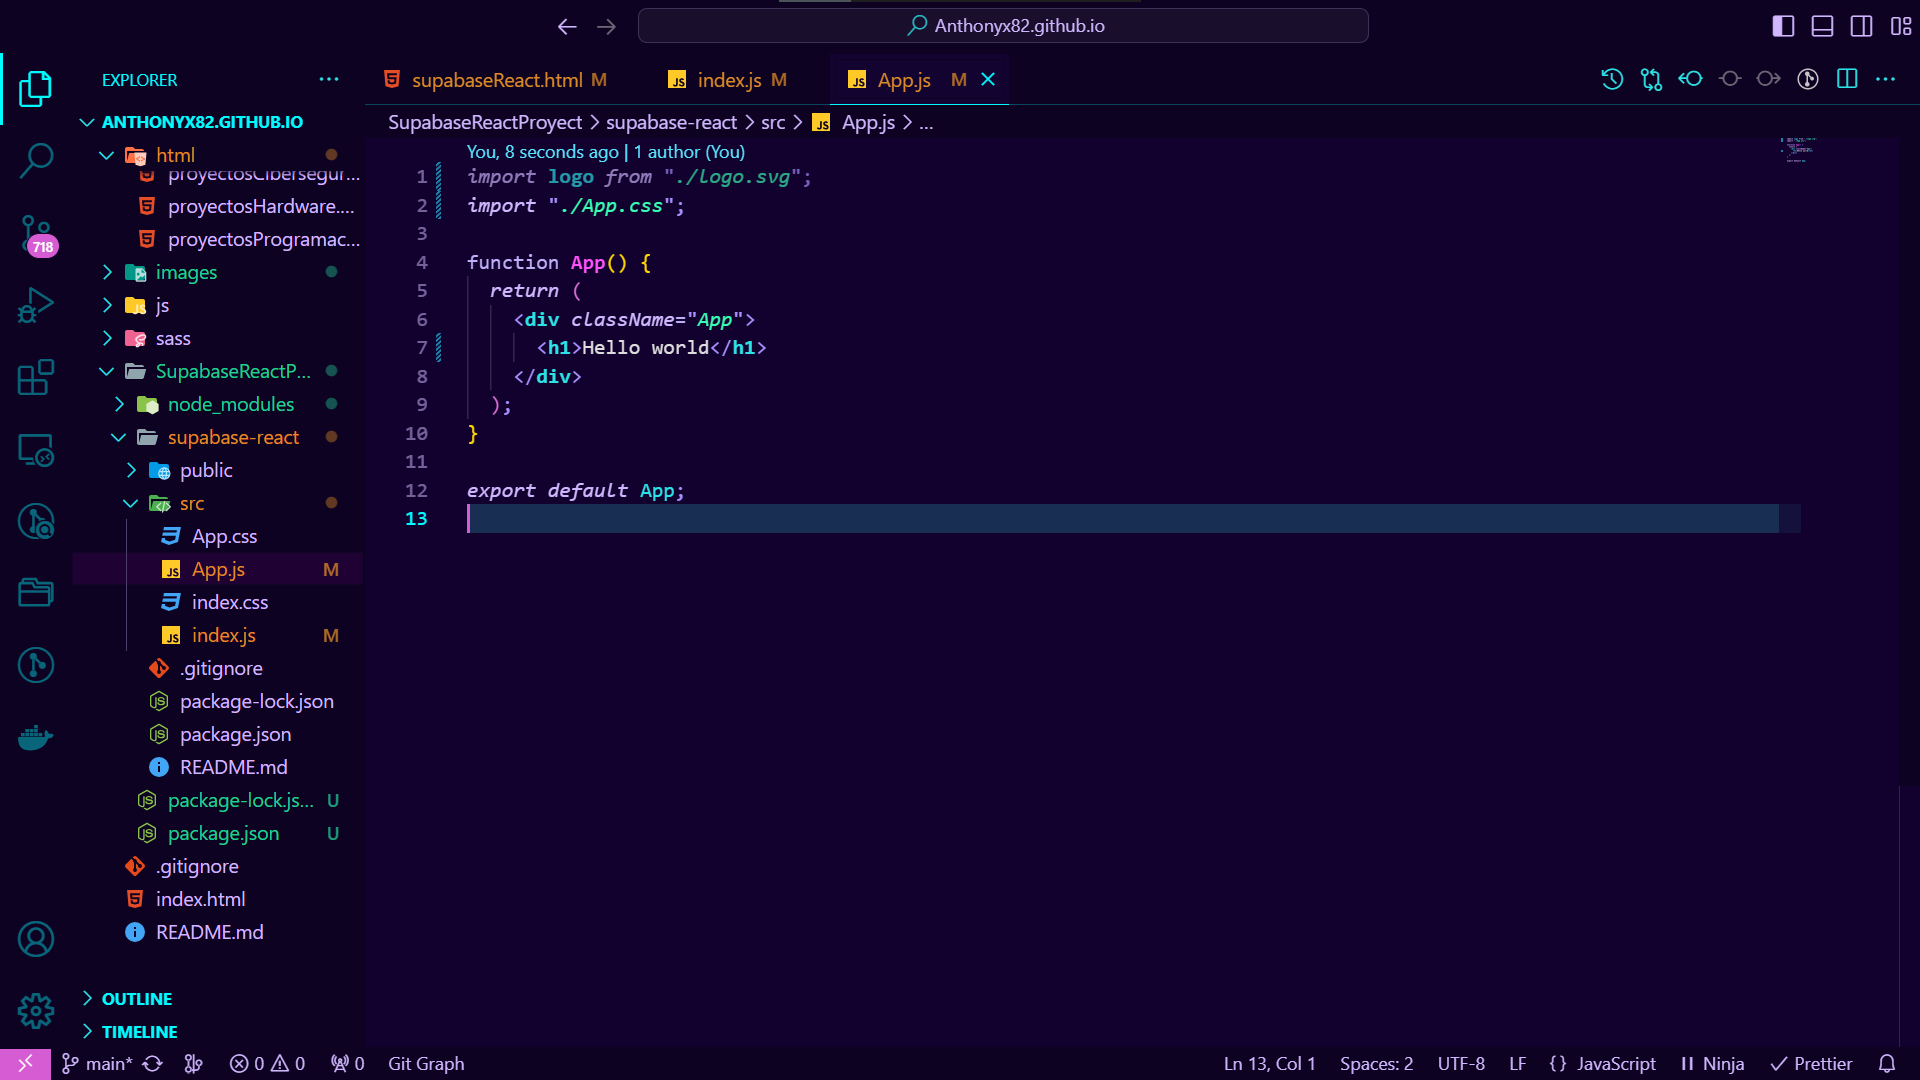 Anthonyx82.github.io
EXPLORER
ANTHONYX82.GITHUB.IO
html
proyectosCibersegur...
proyectosHardware....
proyectosProgramac...
images
js
sass
SupabaseReactP...
node_modules
supabase-react
public
src
App.css
App.js M
index.css
index.js M
.gitignore
package-lock.json
package.json
README.md
package-lock.js... U
package.json U
.gitignore
index.html
README.md
OUTLINE
TIMELINE
718
supabaseReact.html M
index.js M
App.js M
SupabaseReactProyect > supabase-react > src > JS App.js > ...
You, 8 seconds ago | 1 author (You)
1 import logo from "./logo.svg";
2 import "./App.css";
3
4 function App() {
5 return (
6 <div className="App">
7 <h1>Hello world</h1>
8 </div>
9 );
10 }
11
12 export default App;
13
main* 0 0 0 Git Graph Ln 13, Col 1 Spaces: 2 UTF-8 LF {} JavaScript Ninja Prettier